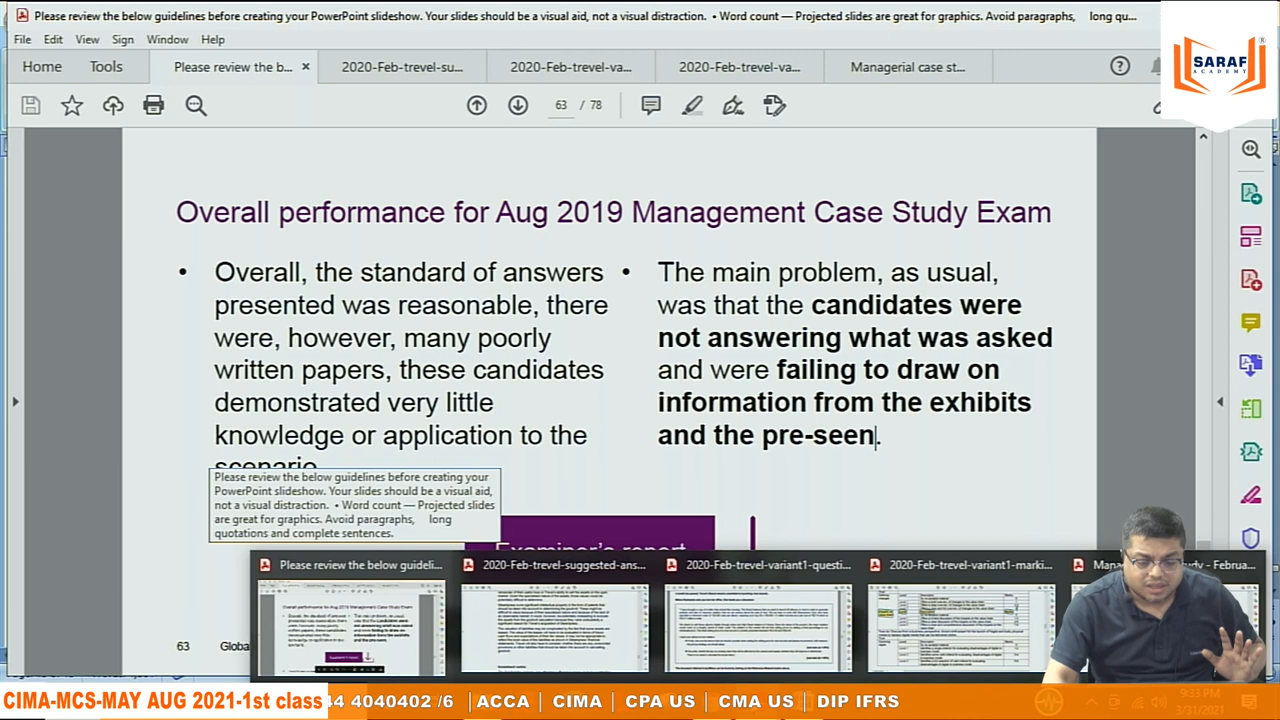 Please review the below guidelines before creating your PowerPoint slideshow. Your slides should be a visual aid, not a visual distraction. • Word count — Projected slides are great for graphics. Avoid paragraphs, long qu...
File Edit View Sign Window Help
Home Tools Please review the b... × 2020-Feb-trevel-su... 2020-Feb-trevel-va... 2020-Feb-trevel-va... Managerial case st...
SARAF
ACADEMY
63 / 78
Overall performance for Aug 2019 Management Case Study Exam
• Overall, the standard of answers
presented was reasonable, there
were, however, many poorly
written papers, these candidates
demonstrated very little
knowledge or application to the
scenario
• The main problem, as usual,
was that the candidates were
not answering what was asked
and were failing to draw on
information from the exhibits
and the pre-seen.
Please review the below guidelines before creating your
PowerPoint slideshow. Your slides should be a visual aid,
not a visual distraction. • Word count — Projected slides
are great for graphics. Avoid paragraphs, long
quotations and complete sentences.
Examiner's report
Please review the below guideli...
2020-Feb-trevel-suggested-ans...
2020-Feb-trevel-variant1-questi...
2020-Feb-trevel-variant1-marki...
63 Globa
9:33 PM
3/31/2021
CIMA-MCS-MAY AUG 2021-1st class
44 4040402 /6 | ACCA | CIMA | CPA US | CMA US | DIP IFRS